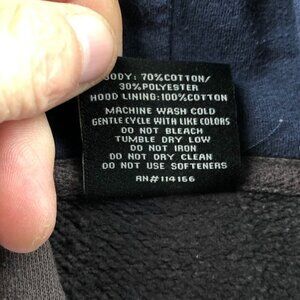 BODY: 70%COTTON/
30%POLYESTER
HOOD LINING:100%COTTON
MACHINE WASH COLD
GENTLE CYCLE WITH LIKE COLORS
DO NOT BLEACH
TUMBLE DRY LOW
DO NOT IRON
DO NOT DRY CLEAN
DO NOT USE SOFTENERS
RN#114166